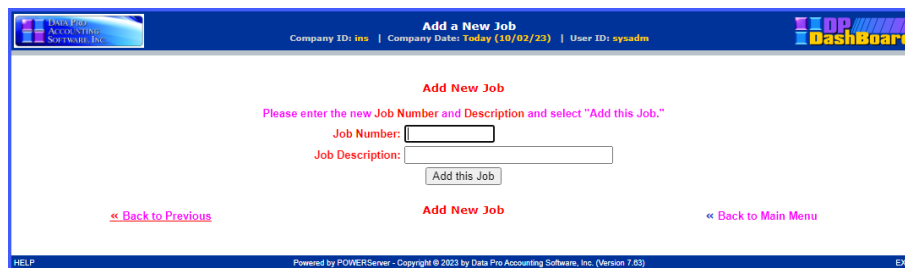 DATA PRO
ACCOUNTING
SOFTWARE, INC
Add a New Job
Company ID: ins | Company Date: Today (10/02/23) | User ID: sysadm
DP
DashBoar
Add New Job
Please enter the new Job Number and Description and select "Add this Job."
Job Number:
Job Description:
Add this Job
« Back to Previous
Add New Job
« Back to Main Menu
HELP
Powered by POWERServer - Copyright © 2023 by Data Pro Accounting Software, Inc. (Version 7.63)
EX